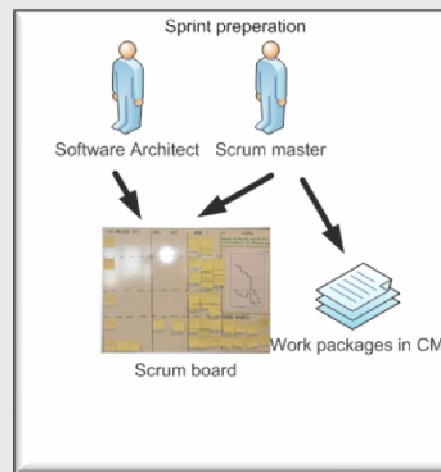 Sprint preperation
Software Architect Scrum master
Work packages in CM
Scrum board